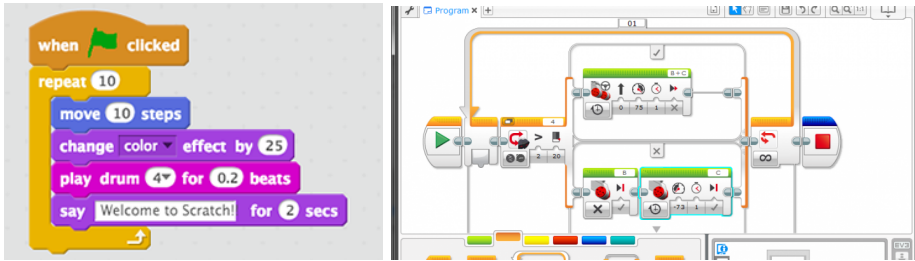 when clicked
repeat 10
move 10 steps
change color effect by 25
play drum 4 for 0.2 beats
say Welcome to Scratch! for 2 secs
Program
01
B + C
0 75 1
4
2 20
B
C
-73 1
EV3